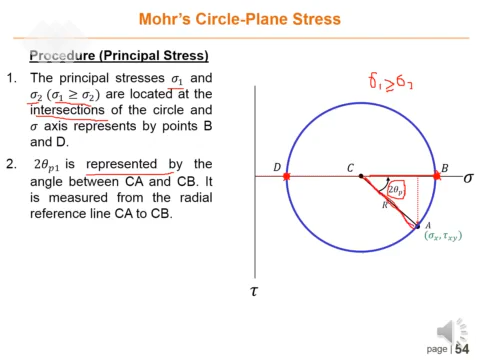 Mohr's Circle-Plane Stress
Procedure (Principal Stress)
1. The principal stresses σ₁ and
σ₂ (σ₁ ≥ σ₂) are located at the
intersections of the circle and
σ axis represents by points B
and D.
2. 2θₚ₁ is represented by the
angle between CA and CB. It
is measured from the radial
reference line CA to CB.
σ₁ ≥ σ₂
D
C
B
σ
2θₚ
R
A
(σₓ, τₓᵧ)
τ
page | 54